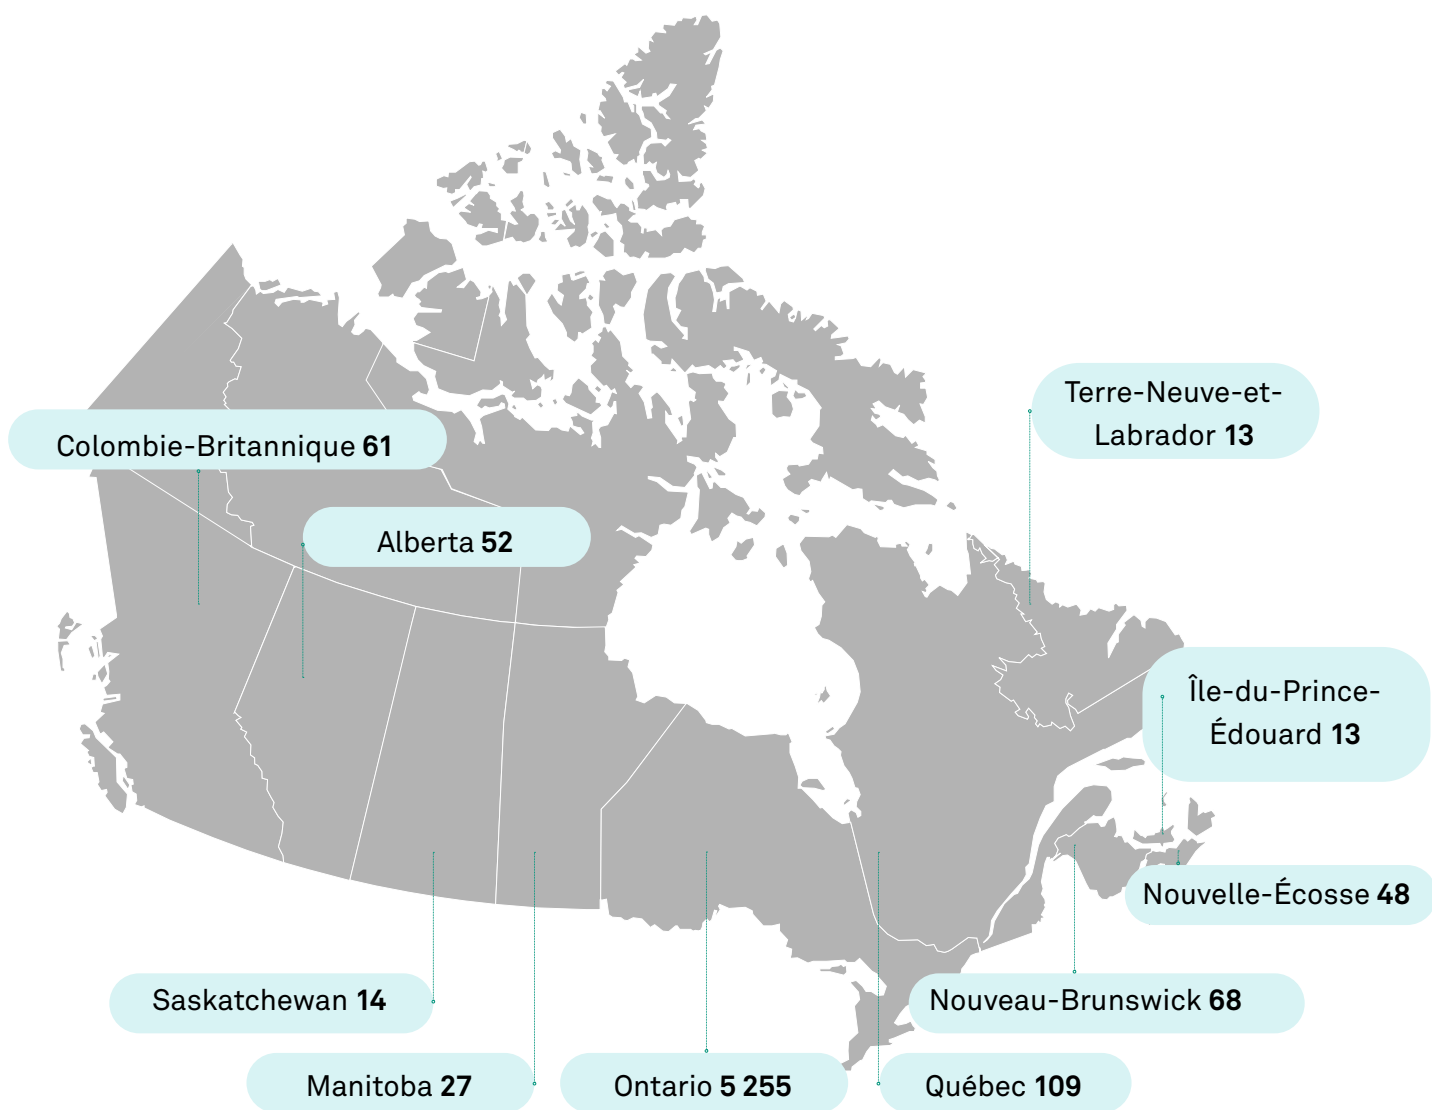 Terre-Neuve-et-
Labrador 13
Colombie-Britannique 61
Alberta 52
Île-du-Prince-
Édouard 13
Nouvelle-Écosse 48
Saskatchewan 14
Nouveau-Brunswick 68
Manitoba 27
Ontario 5 255
Québec 109